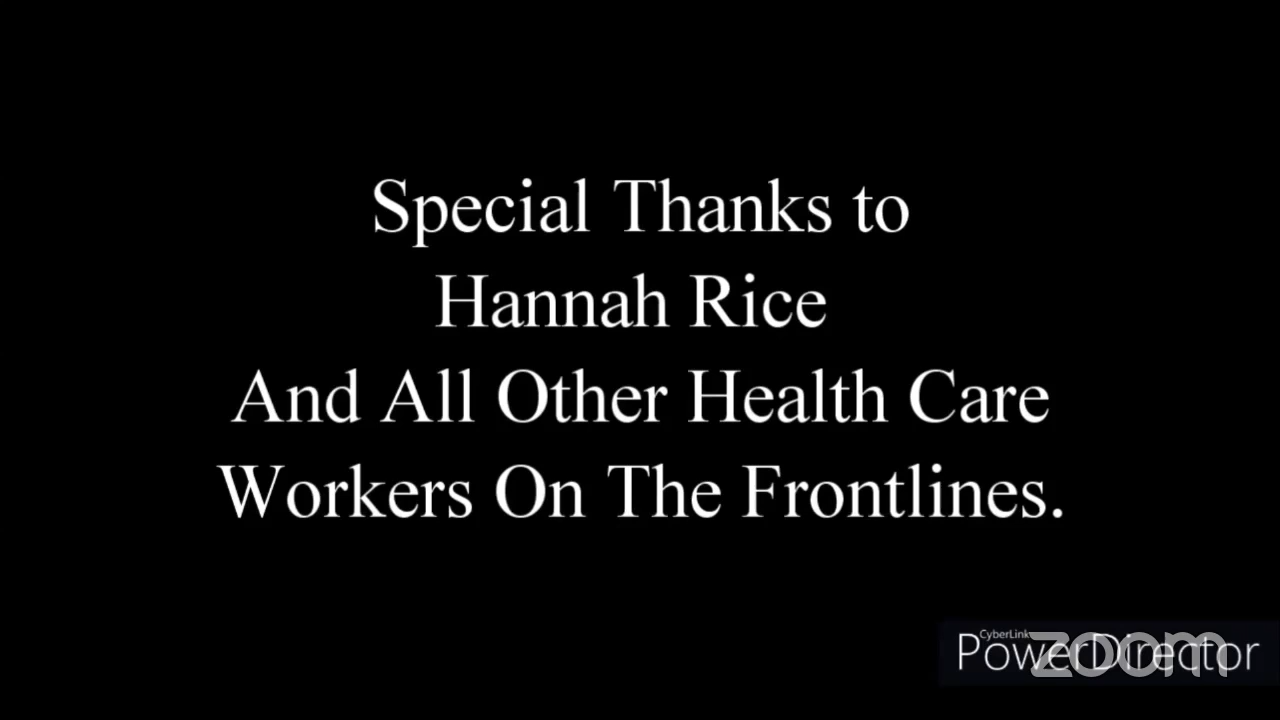 Special Thanks to
Hannah Rice
And All Other Health Care
Workers On The Frontlines.
CyberLink
PowerDirector
zoom